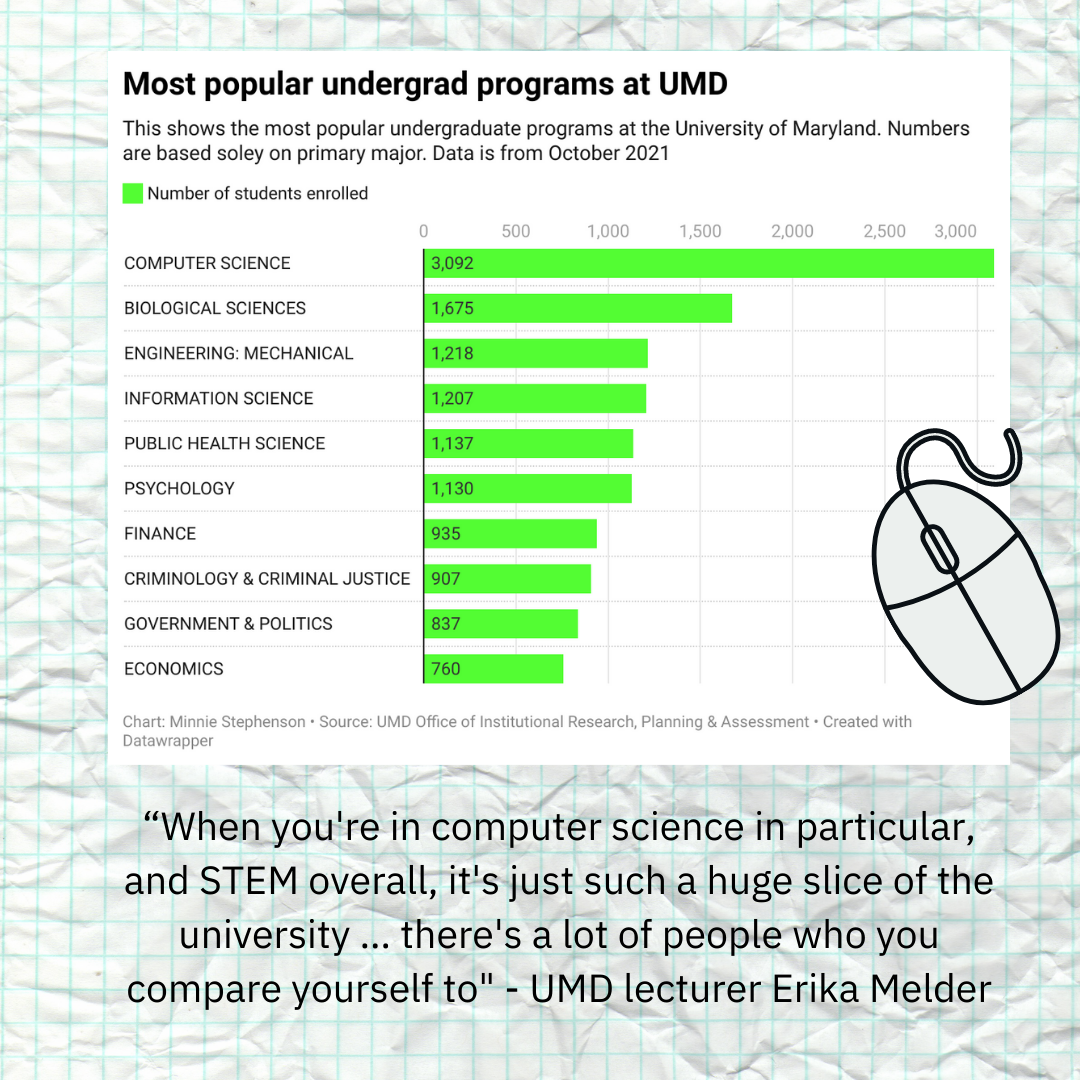 Most popular undergrad programs at UMD
This shows the most popular undergraduate programs at the University of Maryland. Numbers
are based soley on primary major. Data is from October 2021
Number of students enrolled
0 500 1,000 1,500 2,000 2,500 3,000
COMPUTER SCIENCE 3,092
BIOLOGICAL SCIENCES 1,675
ENGINEERING: MECHANICAL 1,218
INFORMATION SCIENCE 1,207
PUBLIC HEALTH SCIENCE 1,137
PSYCHOLOGY 1,130
FINANCE 935
CRIMINOLOGY & CRIMINAL JUSTICE 907
GOVERNMENT & POLITICS 837
ECONOMICS 760
Chart: Minnie Stephenson • Source: UMD Office of Institutional Research, Planning & Assessment • Created with
Datawrapper
“When you're in computer science in particular,
and STEM overall, it's just such a huge slice of the
university ... there's a lot of people who you
compare yourself to" - UMD lecturer Erika Melder